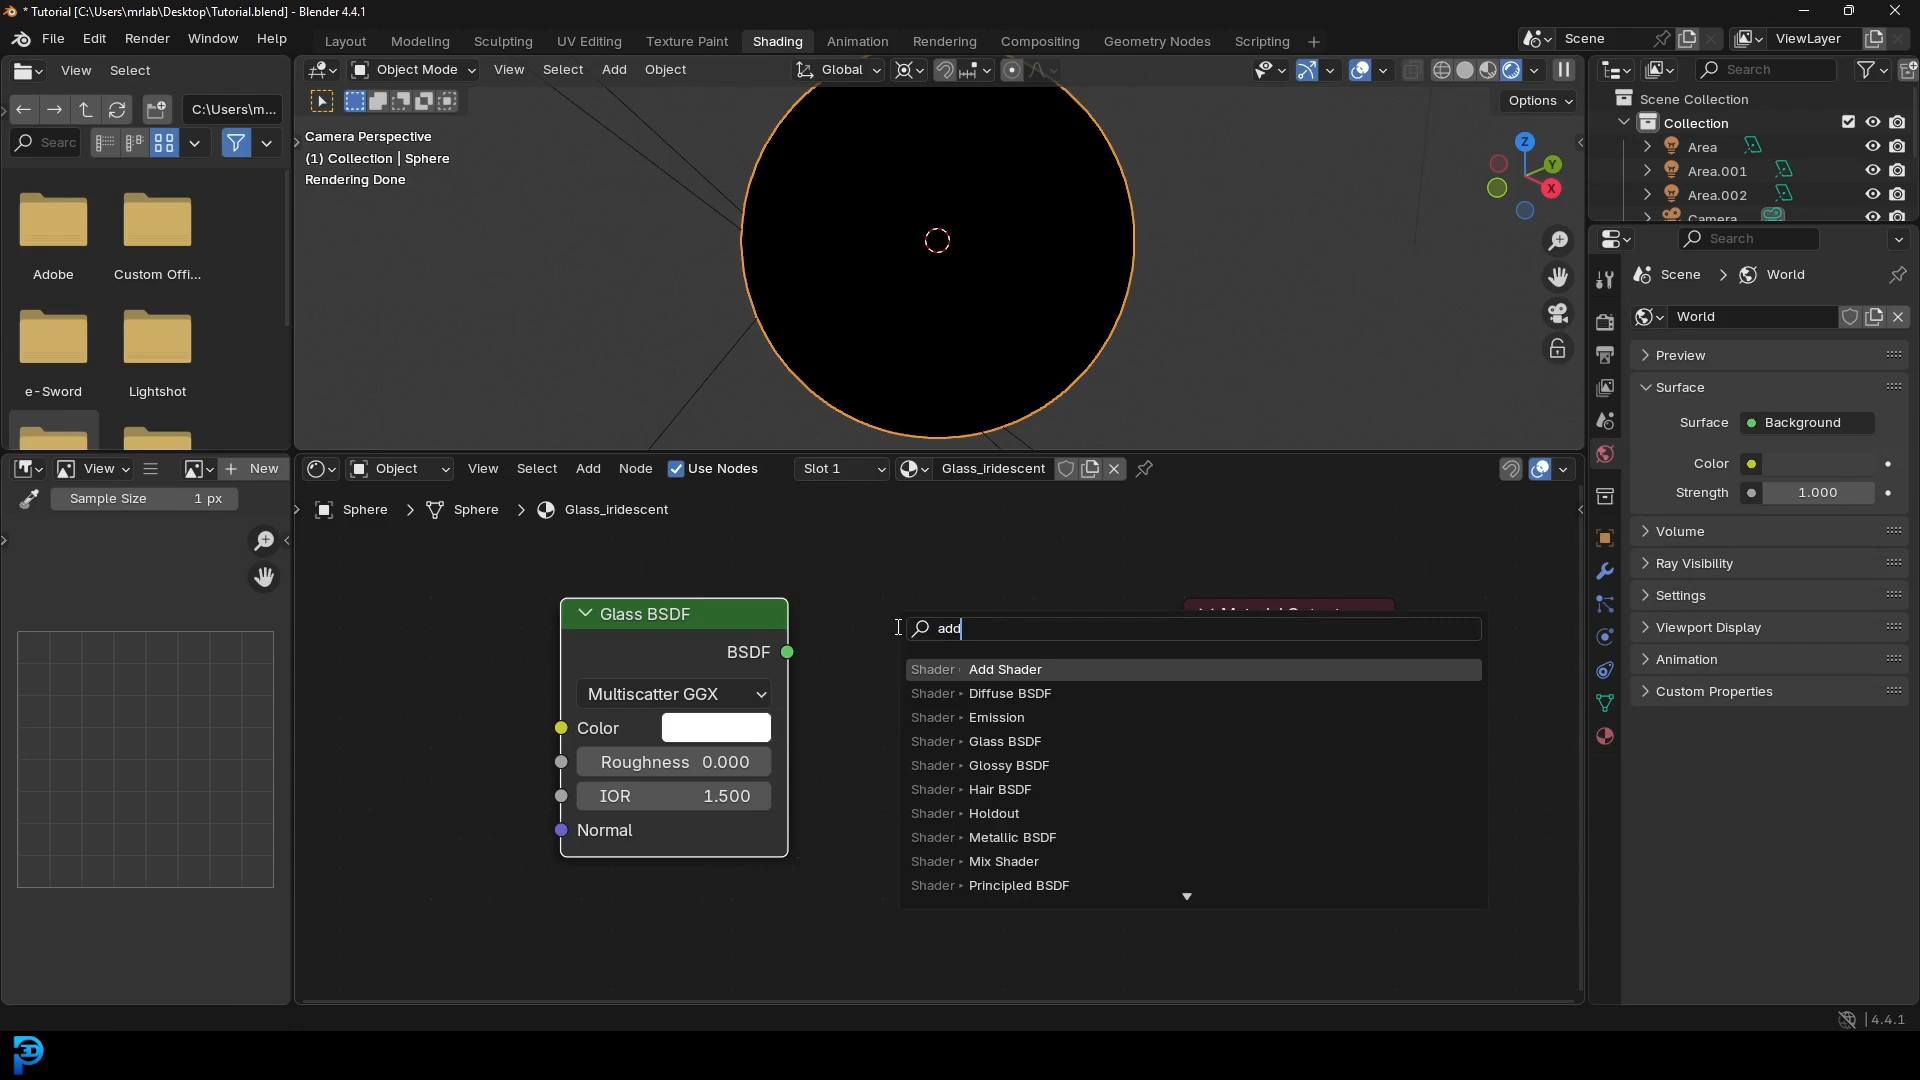 * Tutorial [C:\Users\mrlab\Desktop\Tutorial.blend] - Blender 4.4.1
File Edit Render Window Help
Layout Modeling Sculpting UV Editing Texture Paint Shading Animation Rendering Compositing Geometry Nodes Scripting +
Scene
ViewLayer
View Select
C:\Users\m...
Searc
Adobe
Custom Offi...
e-Sword
Lightshot
Object Mode View Select Add Object
Global
Options
Camera Perspective
(1) Collection | Sphere
Rendering Done
Z
Y
X
Search
Scene Collection
Collection
Area
Area.001
Area.002
Camera
Search
Scene > World
World
Preview
Surface
Surface Background
Color
Strength 1.000
Volume
Ray Visibility
Settings
Viewport Display
Animation
Custom Properties
View
+ New
Sample Size 1 px
Object View Select Add Node Use Nodes Slot 1 Glass_iridescent
Sphere > Sphere > Glass_iridescent
Glass BSDF
BSDF
Multiscatter GGX
Color
Roughness 0.000
IOR 1.500
Normal
Material Output
add
Shader ▸ Add Shader
Shader ▸ Diffuse BSDF
Shader ▸ Emission
Shader ▸ Glass BSDF
Shader ▸ Glossy BSDF
Shader ▸ Hair BSDF
Shader ▸ Holdout
Shader ▸ Metallic BSDF
Shader ▸ Mix Shader
Shader ▸ Principled BSDF
4.4.1